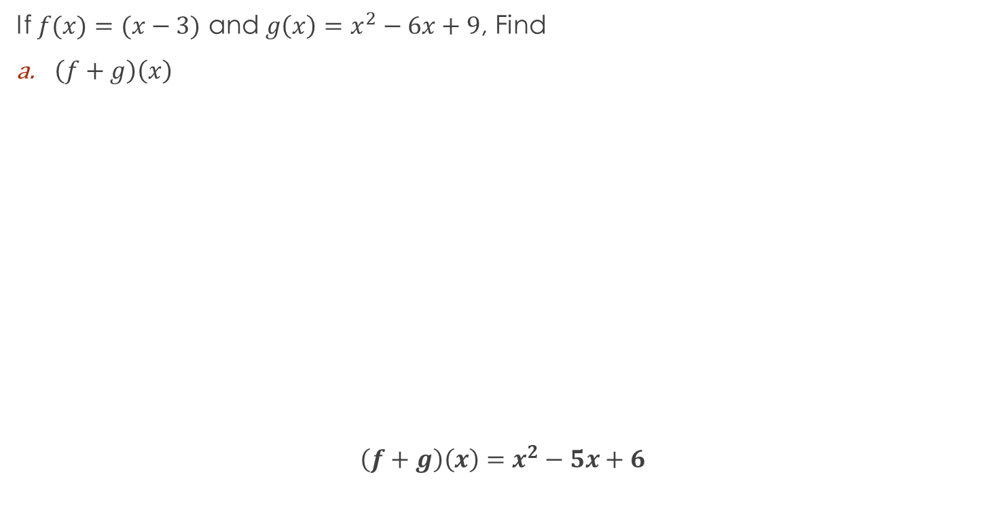 If f(x) = (x − 3) and g(x) = x² − 6x + 9, Find
a. (f + g)(x)
(f + g)(x) = x² − 5x + 6